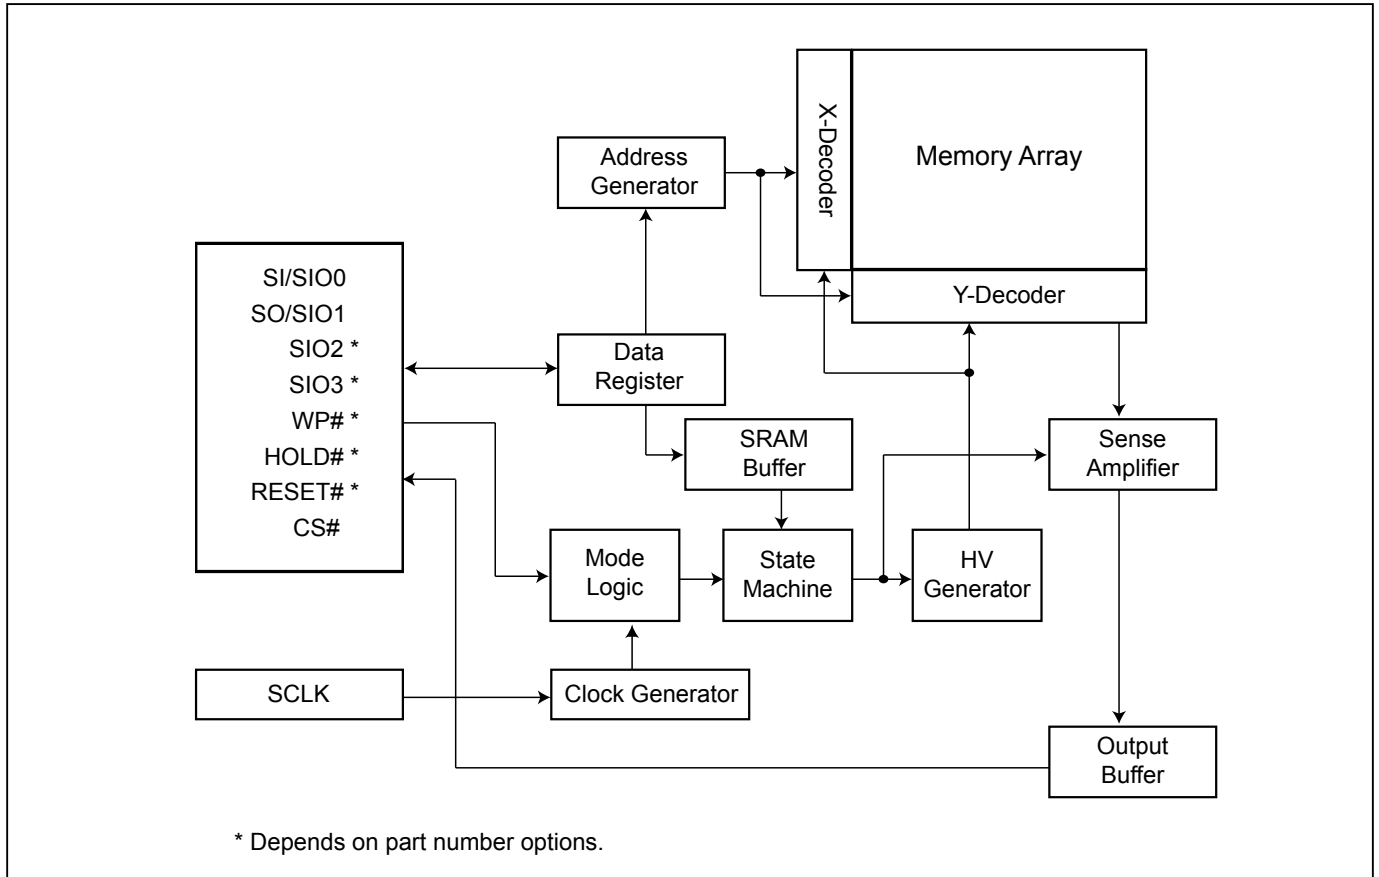 X-Decoder
Memory Array
Address
Generator
Y-Decoder
SI/SIO0
SO/SIO1
SIO2 *
SIO3 *
WP# *
HOLD# *
RESET# *
CS#
Data
Register
SRAM
Buffer
Sense
Amplifier
Mode
Logic
State
Machine
HV
Generator
SCLK
Clock Generator
Output
Buffer
* Depends on part number options.